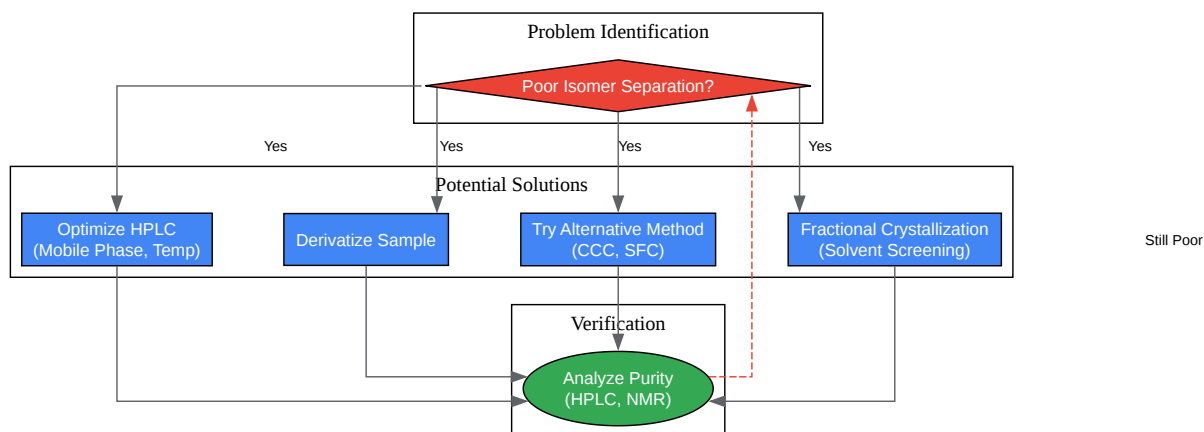 Problem Identification
Poor Isomer Separation?
Yes
Yes
Yes
Yes
Potential Solutions
Optimize HPLC
(Mobile Phase, Temp)
Derivatize Sample
Try Alternative Method
(CCC, SFC)
Fractional Crystallization
(Solvent Screening)
Still Poor
Verification
Analyze Purity
(HPLC, NMR)